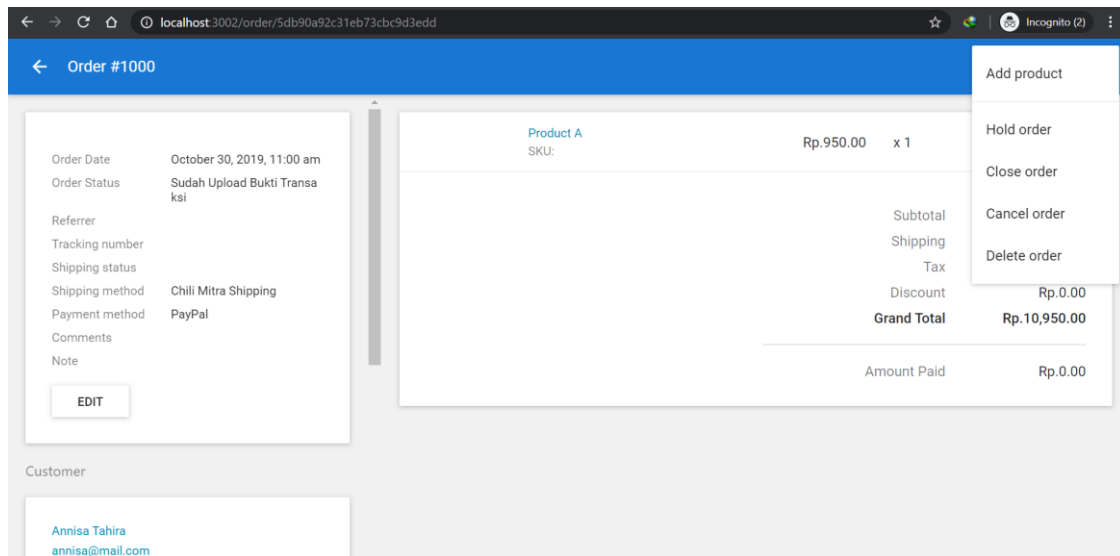 localhost:3002/order/5db90a92c31eb73cbc9d3edd
Incognito (2)
Order #1000
Add product
Hold order
Close order
Cancel order
Delete order
Order Date October 30, 2019, 11:00 am
Order Status Sudah Upload Bukti Transa
ksi
Referrer
Tracking number
Shipping status
Shipping method Chili Mitra Shipping
Payment method PayPal
Comments
Note
EDIT
Customer
Annisa Tahira
annisa@mail.com
Product A Rp.950.00 x 1
SKU:
Subtotal
Shipping
Tax
Discount Rp.0.00
Grand Total Rp.10,950.00
Amount Paid Rp.0.00